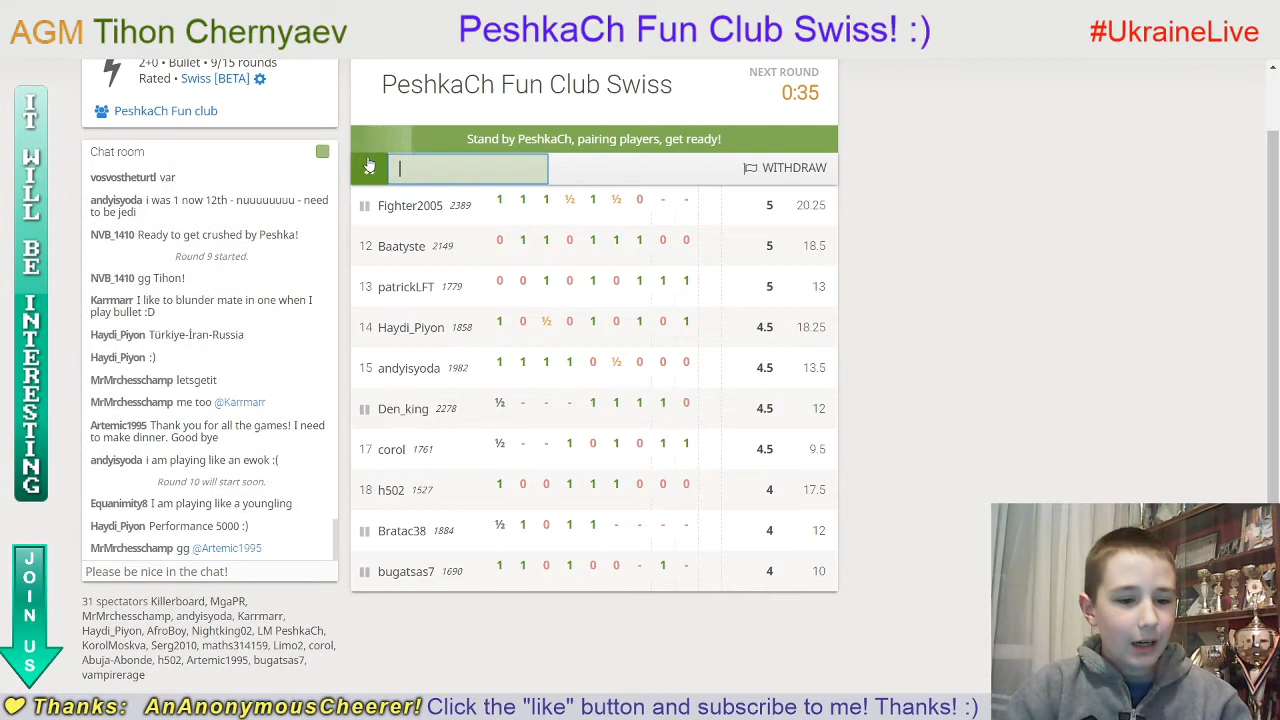 AGM Tihon Chernyaev
PeshkaCh Fun Club Swiss! :)
#UkraineLive
IT WILL BE INTERESTING
JOIN US
2+0 • Bullet • 9/15 rounds
Rated • Swiss [BETA]
PeshkaCh Fun club
Chat room
vosvostheturtl var
andyisyoda i was 1 now 12th - nuuuuuuuu - need
to be jedi
NVB_1410 Ready to get crushed by Peshka!
Round 9 started.
NVB_1410 gg Tihon!
Karrmarr I like to blunder mate in one when I
play bullet :D
Haydi_Piyon Türkiye-İran-Russia
Haydi_Piyon :)
MrMrchesschamp letsgetit
MrMrchesschamp me too @Karrmarr
Artemic1995 Thank you for all the games! I need
to make dinner. Good bye
andyisyoda i am playing like an ewok :(
Round 10 will start soon.
Equanimity8 I am playing like a youngling
Haydi_Piyon Performance 5000 :)
MrMrchesschamp gg @Artemic1995
Please be nice in the chat!
31 spectators Killerboard, MgaPR,
MrMrchesschamp, andyisyoda, Karrmarr,
Haydi_Piyon, AfroBoy, Nightking02, LM PeshkaCh,
KorolMoskva, Serg2010, maths314159, Limo2, corol,
Abuja-Abonde, h502, Artemic1995, bugatsas7,
vampirerage
PeshkaCh Fun Club Swiss
NEXT ROUND
0:35
Stand by PeshkaCh, pairing players, get ready!
WITHDRAW
Fighter2005 2389 1 1 1 ½ 1 ½ 0 - - 5 20.25
12 Baatyste 2149 0 1 1 0 1 1 1 0 0 5 18.5
13 patrickLFT 1779 0 0 1 0 1 0 1 1 1 5 13
14 Haydi_Piyon 1858 1 0 ½ 0 1 0 1 0 1 4.5 18.25
15 andyisyoda 1982 1 1 1 1 0 ½ 0 0 0 4.5 13.5
Den_king 2278 ½ - - - 1 1 1 1 0 4.5 12
17 corol 1761 ½ - - 1 0 1 0 1 1 4.5 9.5
18 h502 1527 1 0 0 1 1 1 0 0 0 4 17.5
Bratac38 1884 ½ 1 0 1 1 - - - - 4 12
bugatsas7 1690 1 1 0 1 0 0 - 1 - 4 10
Thanks: AnAnonymousCheerer! Click the "like" button and subscribe to me! Thanks! :)